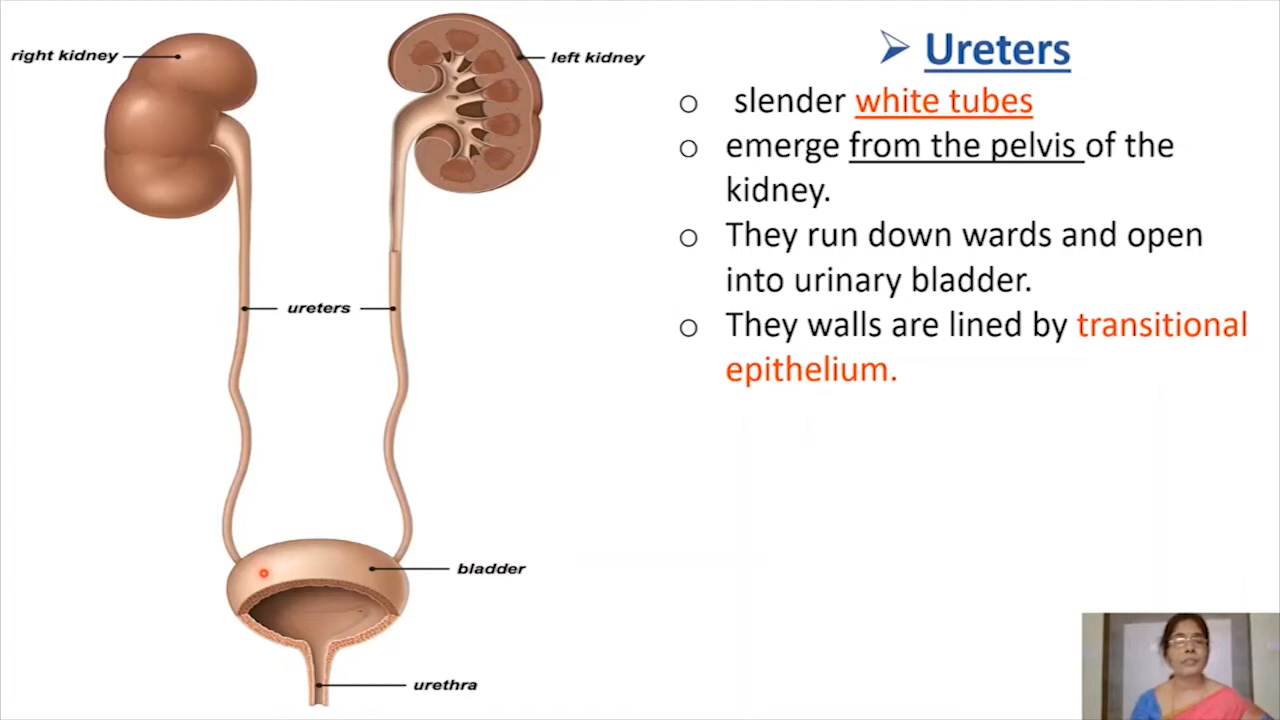 right kidney
left kidney
ureters
bladder
urethra
Ureters
slender white tubes
emerge from the pelvis of the
kidney.
They run down wards and open
into urinary bladder.
They walls are lined by transitional
epithelium.